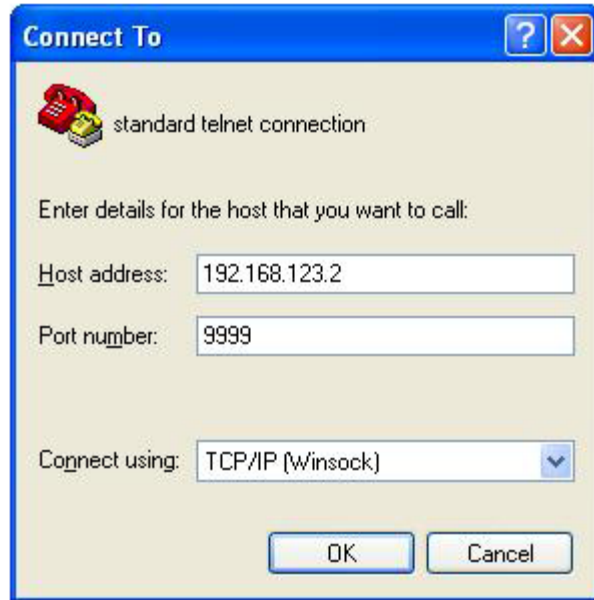 Connect To
standard telnet connection
Enter details for the host that you want to call:
Host address: 192.168.123.2
Port number: 9999
Connect using: TCP/IP (Winsock)
OK Cancel